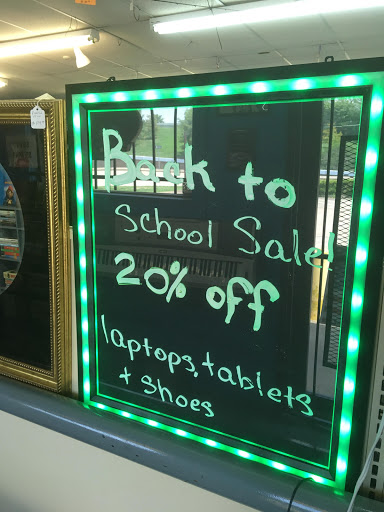 Back to
School Sale!
20% off
laptops, tablets
+ shoes